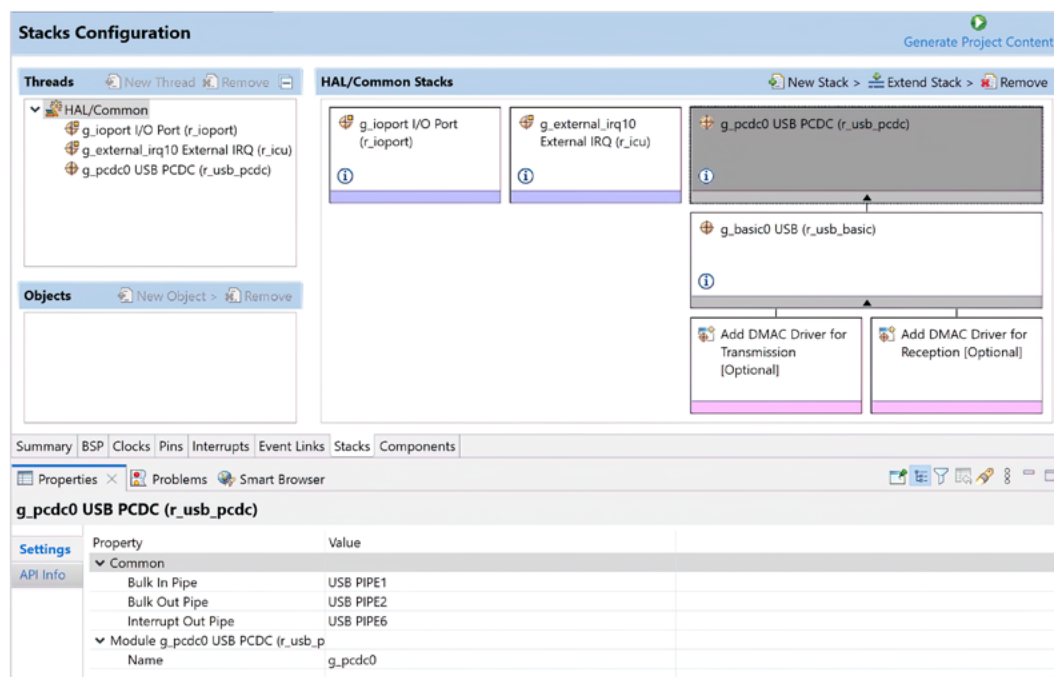 Stacks Configuration
Generate Project Content
Threads
New Thread
Remove
HAL/Common
g_ioport I/O Port (r_ioport)
g_external_irq10 External IRQ (r_icu)
g_pcdc0 USB PCDC (r_usb_pcdc)
Objects
New Object >
Remove
HAL/Common Stacks
New Stack >
Extend Stack >
Remove
g_ioport I/O Port
(r_ioport)
g_external_irq10
External IRQ (r_icu)
g_pcdc0 USB PCDC (r_usb_pcdc)
g_basic0 USB (r_usb_basic)
Add DMAC Driver for
Transmission
[Optional]
Add DMAC Driver for
Reception [Optional]
Summary BSP Clocks Pins Interrupts Event Links Stacks Components
Properties Problems Smart Browser
g_pcdc0 USB PCDC (r_usb_pcdc)
Settings
API Info
Property Value
Common
Bulk In Pipe USB PIPE1
Bulk Out Pipe USB PIPE2
Interrupt Out Pipe USB PIPE6
Module g_pcdc0 USB PCDC (r_usb_p
Name g_pcdc0